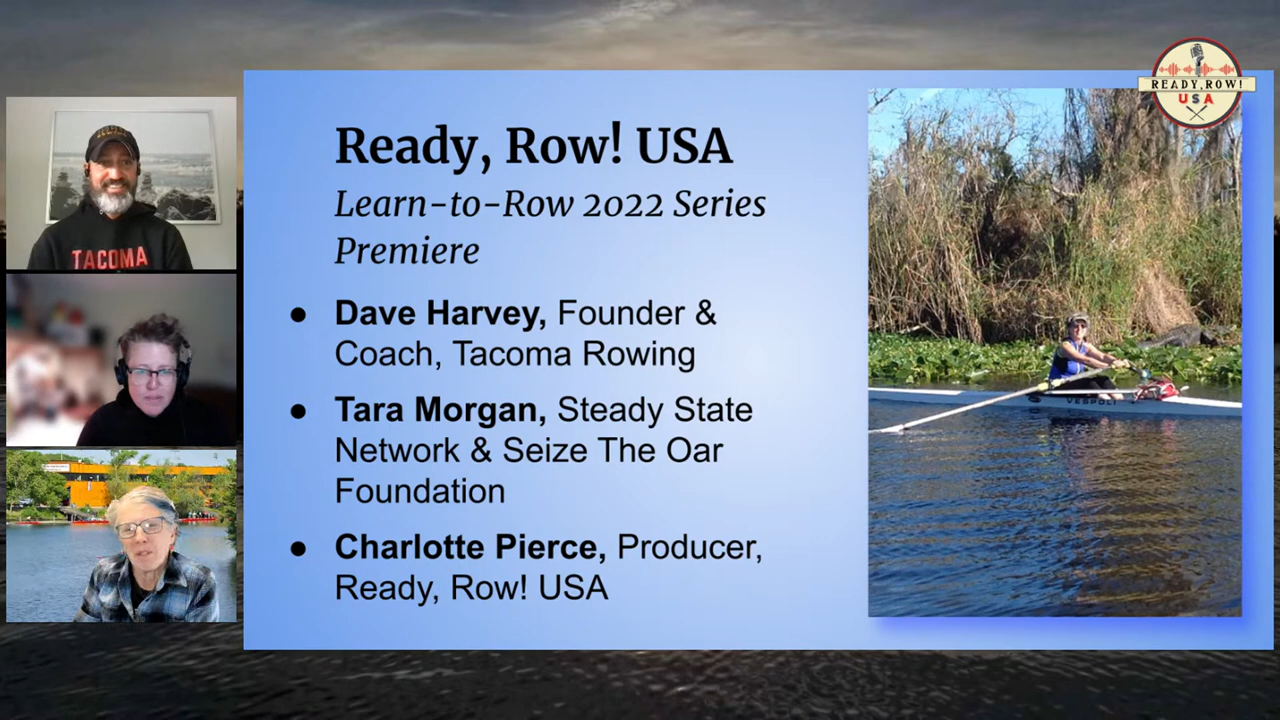 READY, ROW!
USA
Ready, Row! USA
Learn-to-Row 2022 Series
Premiere
● Dave Harvey, Founder &
Coach, Tacoma Rowing
● Tara Morgan, Steady State
Network & Seize The Oar
Foundation
● Charlotte Pierce, Producer,
Ready, Row! USA
TACOMA
VESPOLI